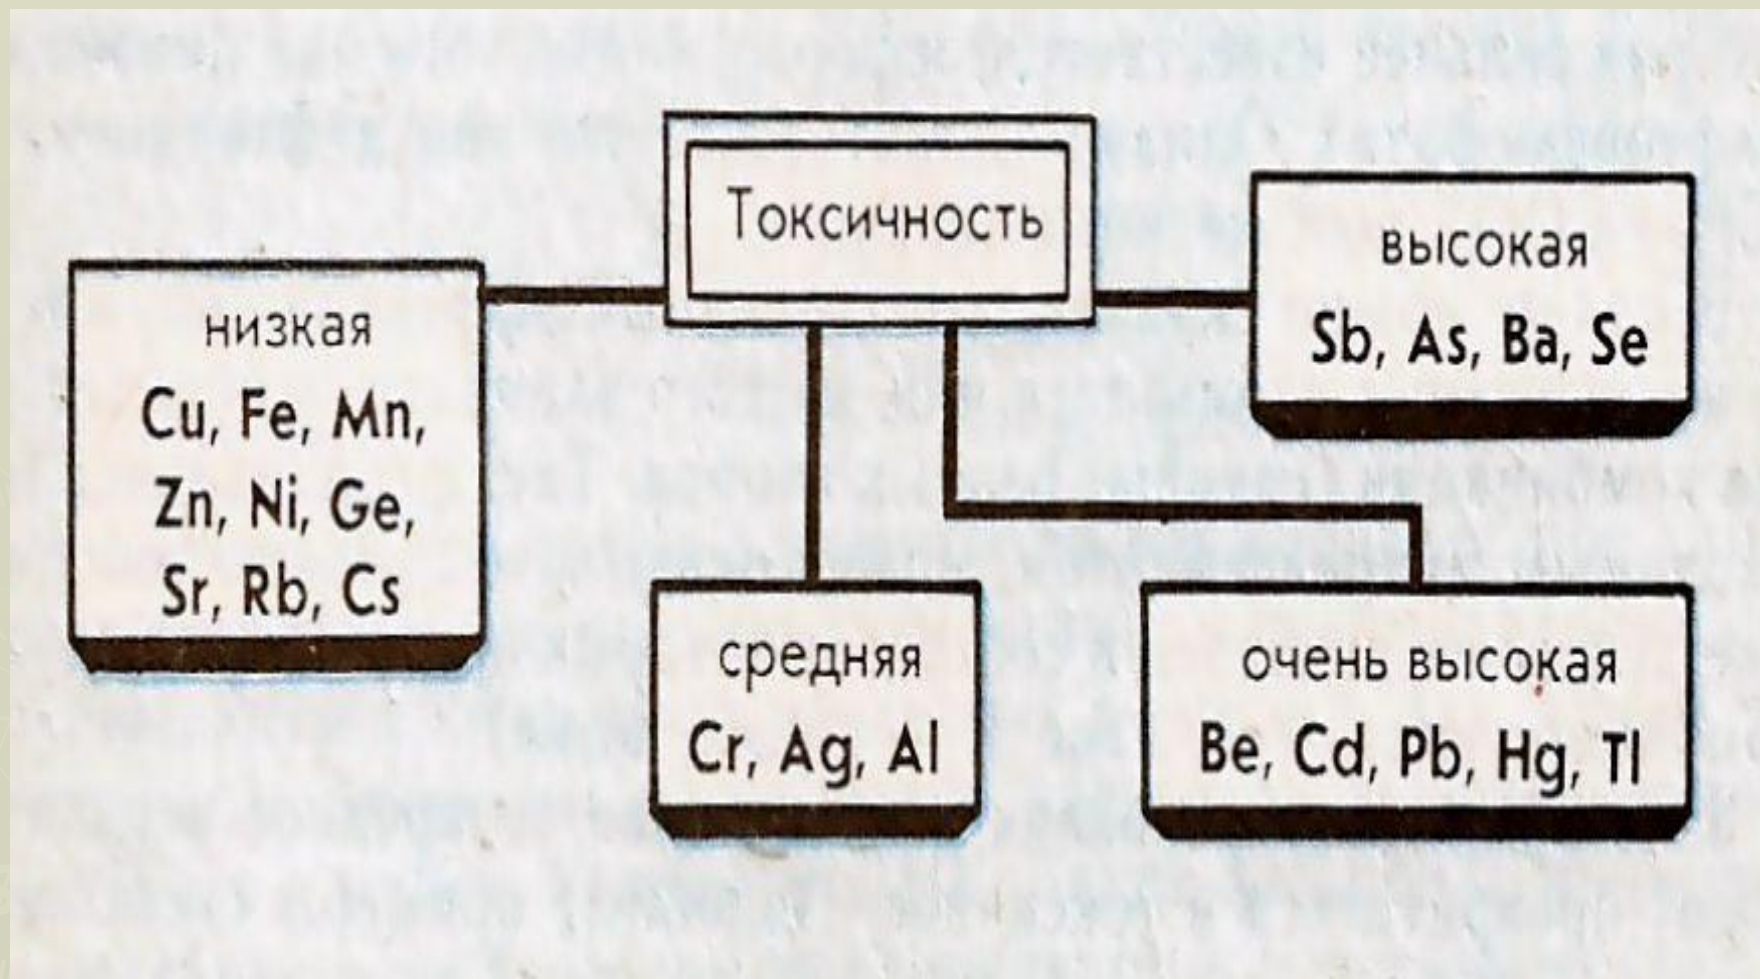 Токсичность
низкая
Cu, Fe, Mn,
Zn, Ni, Ge,
Sr, Rb, Cs
средняя
Cr, Ag, Al
высокая
Sb, As, Ba, Se
очень высокая
Be, Cd, Pb, Hg, Tl